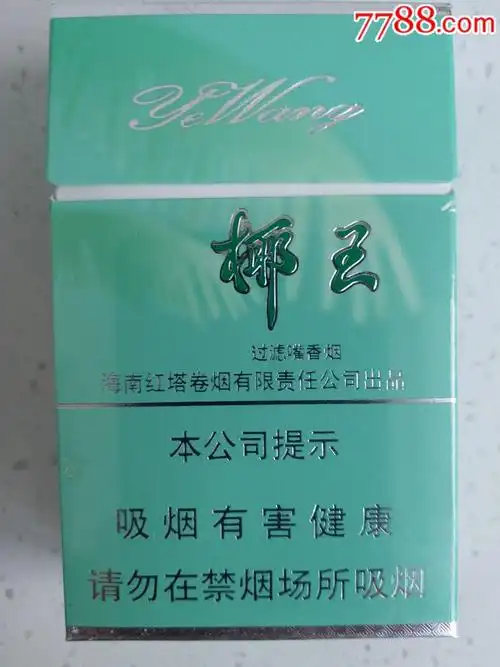 7788.com
YeWang
椰王
过滤嘴香烟
海南红塔卷烟有限责任公司出品
本公司提示
吸烟有害健康
请勿在禁烟场所吸烟